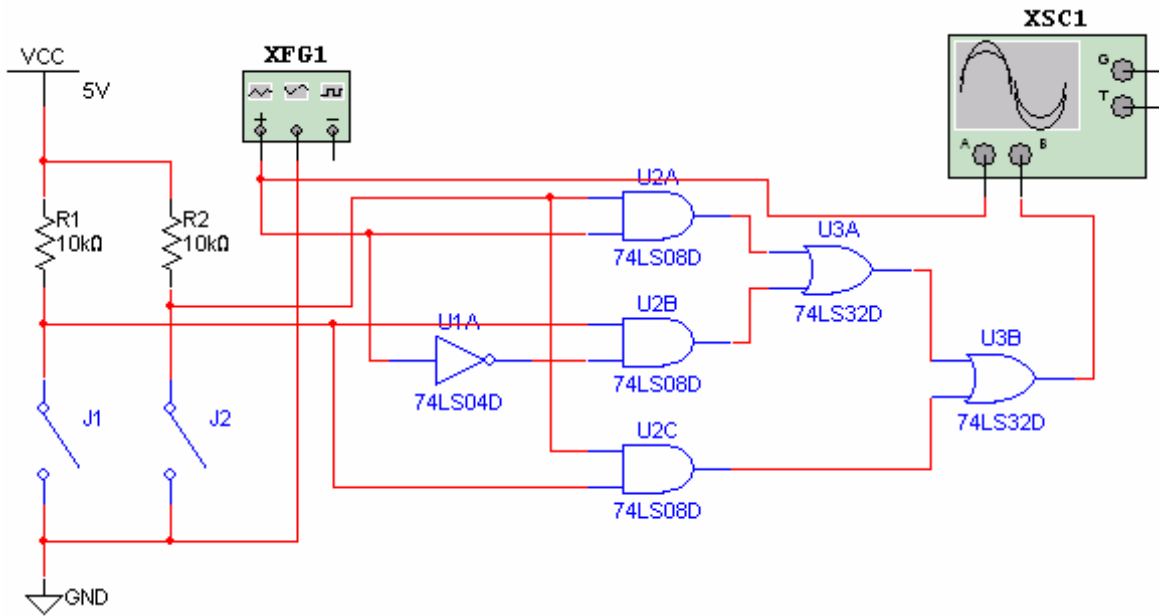 XSC1
XFG1
VCC
5V
G
T
+
−
A
B
U2A
R1
10kΩ
R2
10kΩ
74LS08D
U3A
U2B
U1A
74LS32D
U3B
74LS04D
74LS08D
J1
J2
74LS32D
U2C
74LS08D
GND